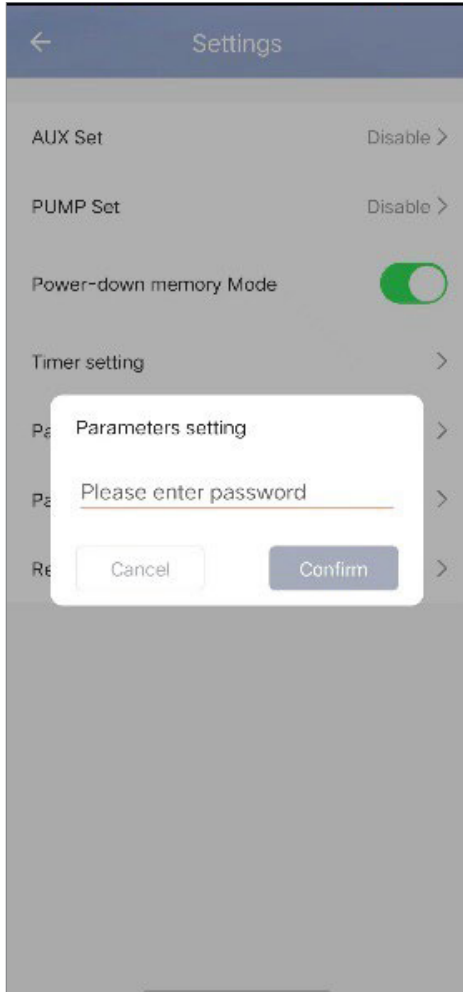 Settings
AUX Set Disable
PUMP Set Disable
Power-down memory Mode
Timer setting
Parameters setting
Please enter password
Cancel Confirm